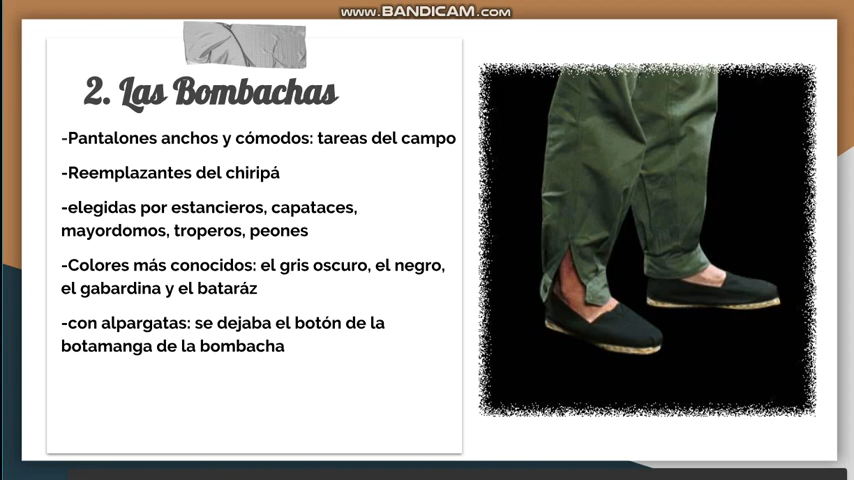 www.BANDICAM.com
2. Las Bombachas
-Pantalones anchos y cómodos: tareas del campo
-Reemplazantes del chiripá
-elegidas por estancieros, capataces,
mayordomos, troperos, peones
-Colores más conocidos: el gris oscuro, el negro,
el gabardina y el bataráz
-con alpargatas: se dejaba el botón de la
botamanga de la bombacha